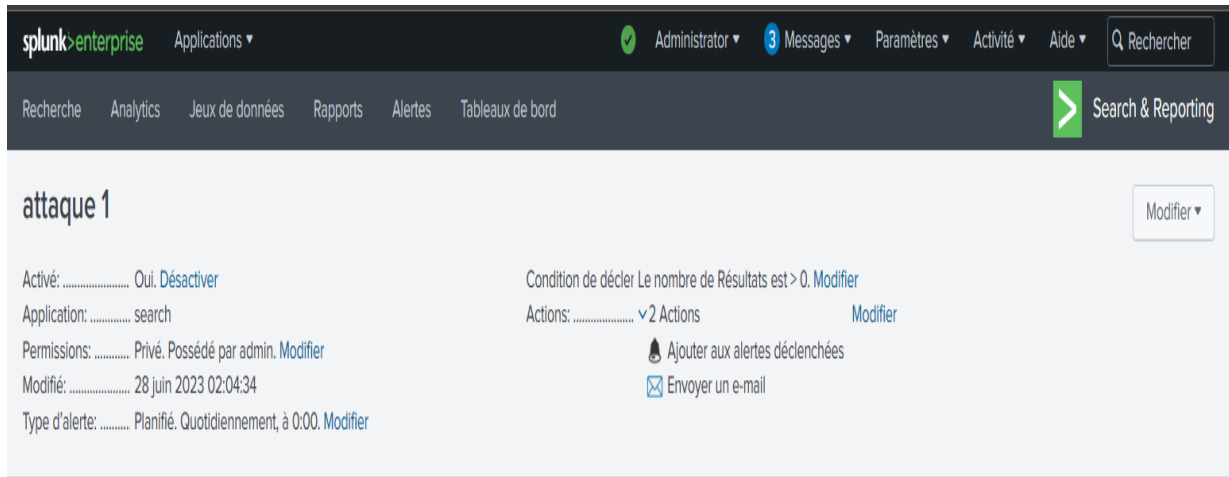 splunk>enterprise Applications Administrator 3 Messages Paramètres Activité Aide Rechercher
Recherche Analytics Jeux de données Rapports Alertes Tableaux de bord Search & Reporting
attaque 1
Modifier
Activé: ...................... Oui. Désactiver
Application: .............. search
Permissions: ............ Privé. Possédé par admin. Modifier
Modifié: ..................... 28 juin 2023 02:04:34
Type d'alerte: .......... Planifié. Quotidiennement, à 0:00. Modifier
Condition de décler Le nombre de Résultats est > 0. Modifier
Actions: ..................... 2 Actions Modifier
Ajouter aux alertes déclenchées
Envoyer un e-mail